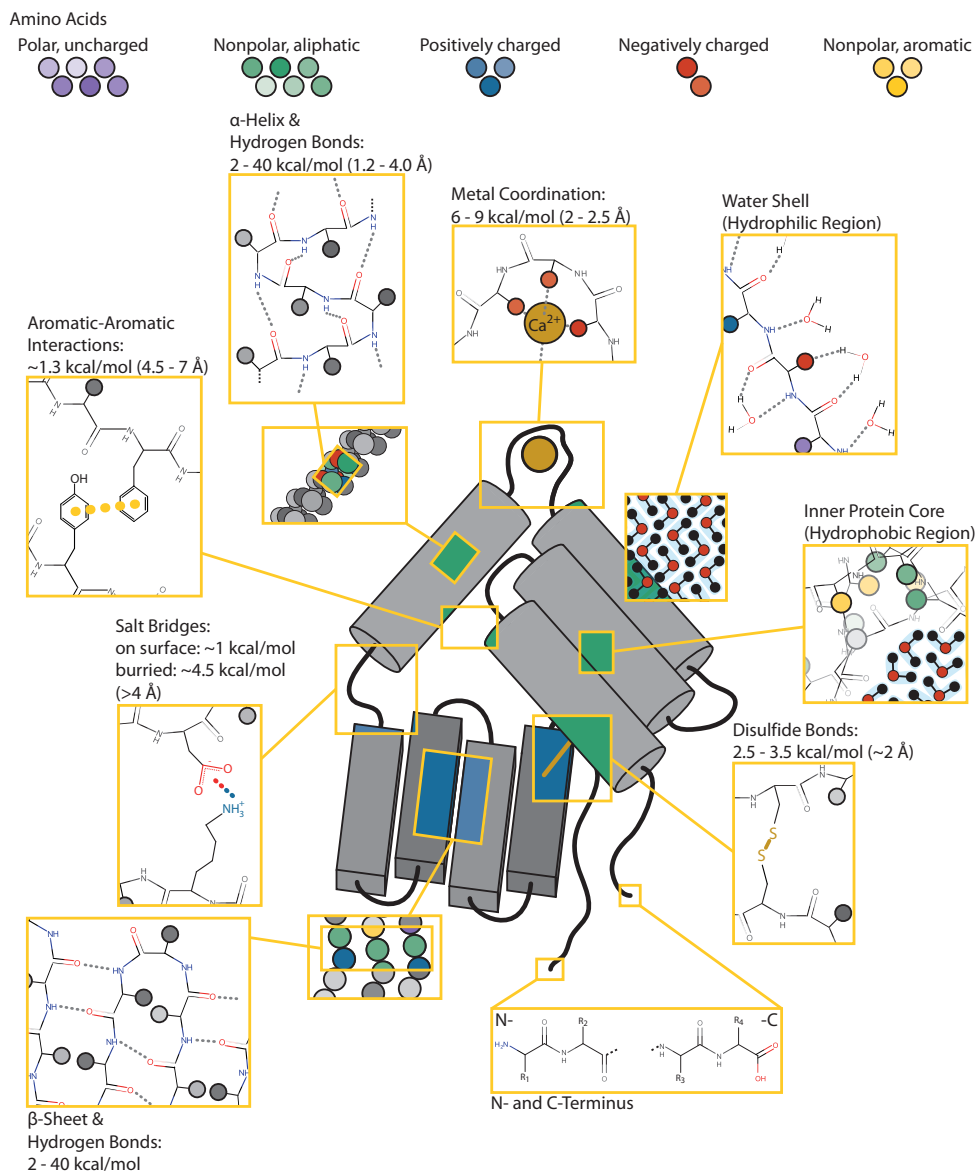 Amino Acids
Polar, uncharged
Nonpolar, aliphatic
Positively charged
Negatively charged
Nonpolar, aromatic
α-Helix &
Hydrogen Bonds:
2 - 40 kcal/mol (1.2 - 4.0 Å)
Metal Coordination:
6 - 9 kcal/mol (2 - 2.5 Å)
Ca2+
Water Shell
(Hydrophilic Region)
Aromatic-Aromatic
Interactions:
~1.3 kcal/mol (4.5 - 7 Å)
OH
Inner Protein Core
(Hydrophobic Region)
Salt Bridges:
on surface: ~1 kcal/mol
burried: ~4.5 kcal/mol
(>4 Å)
O
O
-
NH3+
Disulfide Bonds:
2.5 - 3.5 kcal/mol (~2 Å)
S
S
β-Sheet &
Hydrogen Bonds:
2 - 40 kcal/mol
N-
-C
H2N
R1
O
N
H
R2
O
N
H
R3
O
N
H
R4
O
OH
N- and C-Terminus